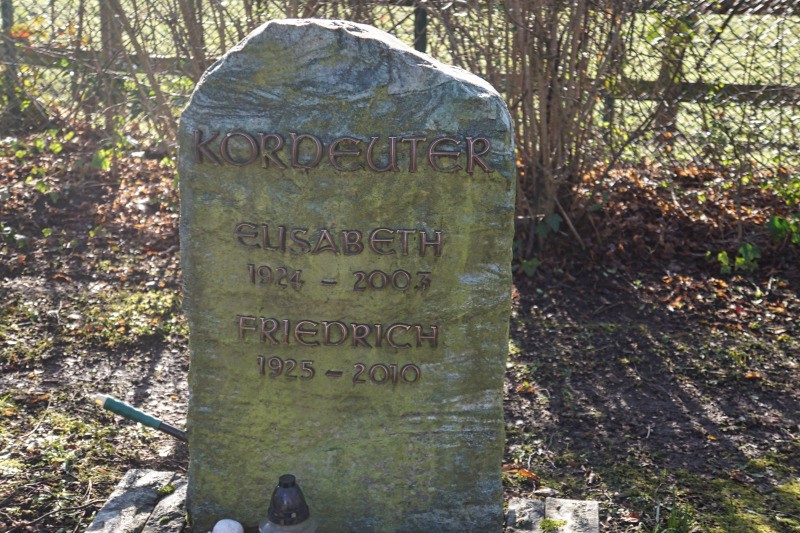 KORDEUTER
ELISABETH
1924 – 2003
FRIEDRICH
1925 – 2010